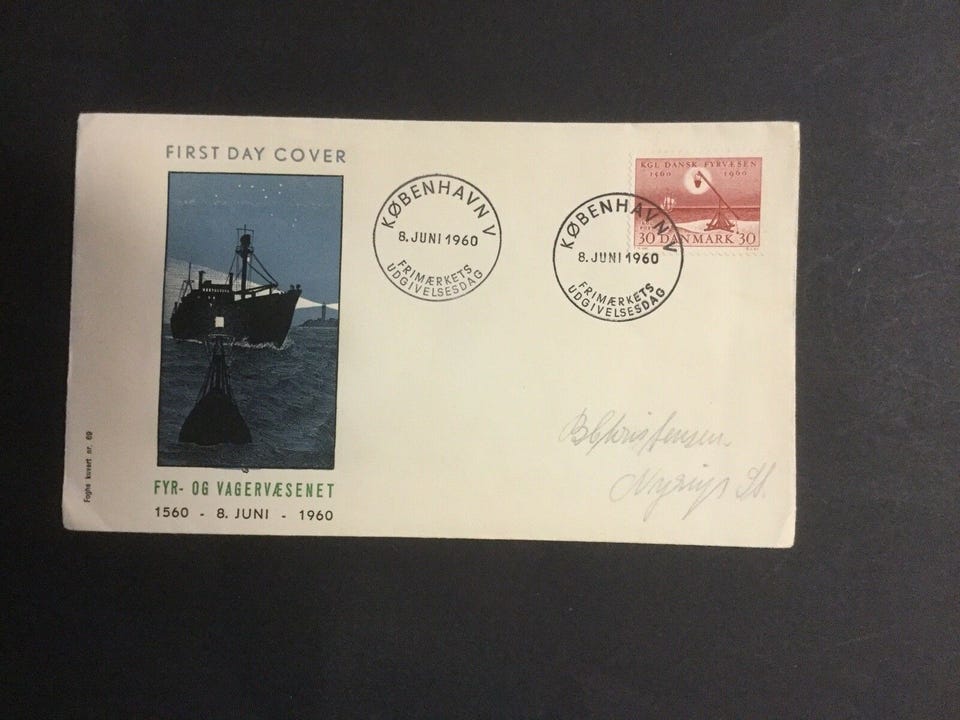 FIRST DAY COVER
KØBENHAVN V
8. JUNI 1960
FRIMÆRKETS
UDGIVELSESDAG
KØBENHAVN V
8. JUNI 1960
FRIMÆRKETS
UDGIVELSESDAG
KGL DANSK FYRVÆSEN
1560 1960
30 DANMARK 30
Foghs kuvert nr. 69
FYR- OG VAGERVÆSENET
1560 - 8. JUNI - 1960